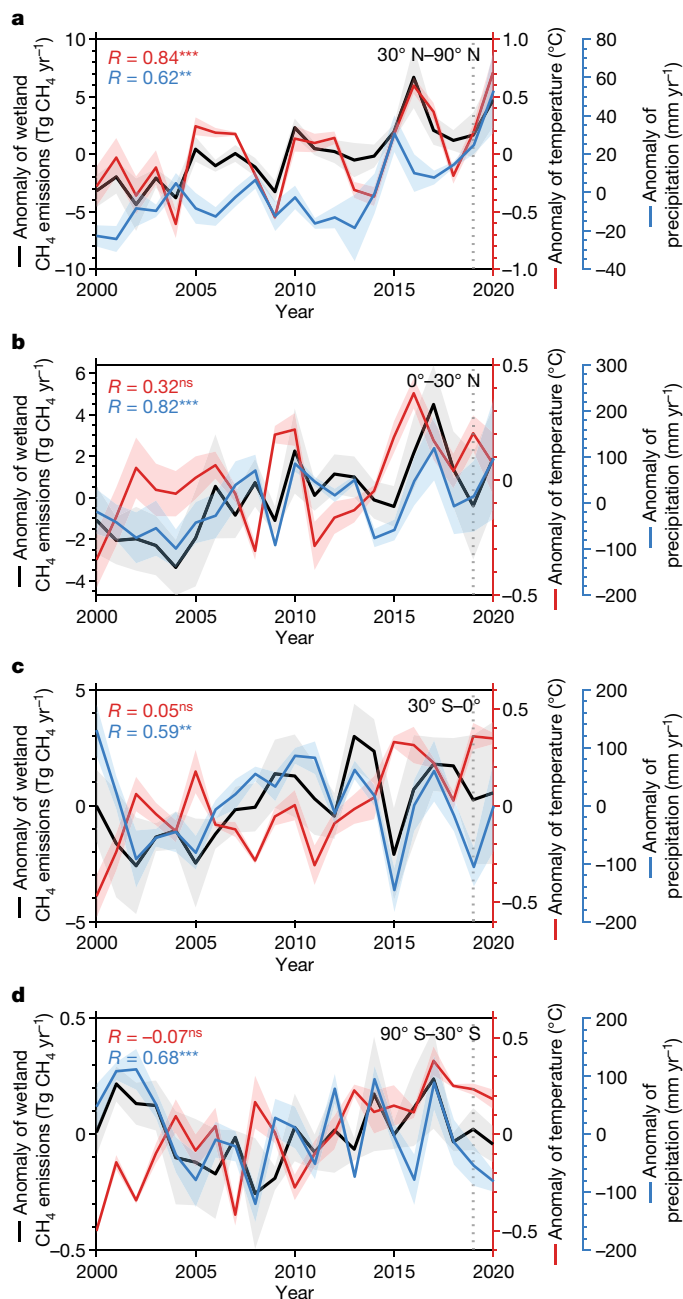 a
Anomaly of wetland
CH₄ emissions (Tg CH₄ yr⁻¹)
10
5
0
−5
−10
R = 0.84***
R = 0.62**
30° N–90° N
1.0
0.5
0
−0.5
−1.0
Anomaly of temperature (°C)
80
60
40
20
0
−20
−40
Anomaly of
precipitation (mm yr⁻¹)
2000 2005 2010 2015 2020
Year
b
Anomaly of wetland
CH₄ emissions (Tg CH₄ yr⁻¹)
6
4
2
0
−2
−4
R = 0.32ns
R = 0.82***
0°–30° N
0.5
0
−0.5
Anomaly of temperature (°C)
300
200
100
0
−100
−200
Anomaly of
precipitation (mm yr⁻¹)
2000 2005 2010 2015 2020
Year
c
Anomaly of wetland
CH₄ emissions (Tg CH₄ yr⁻¹)
5
0
−5
R = 0.05ns
R = 0.59**
30° S–0°
0.5
0
−0.5
Anomaly of temperature (°C)
200
100
0
−100
−200
Anomaly of
precipitation (mm yr⁻¹)
2000 2005 2010 2015 2020
Year
d
Anomaly of wetland
CH₄ emissions (Tg CH₄ yr⁻¹)
0.5
0
−0.5
R = −0.07ns
R = 0.68***
90° S–30° S
0.5
0
−0.5
Anomaly of temperature (°C)
200
100
0
−100
−200
Anomaly of
precipitation (mm yr⁻¹)
2000 2005 2010 2015 2020
Year